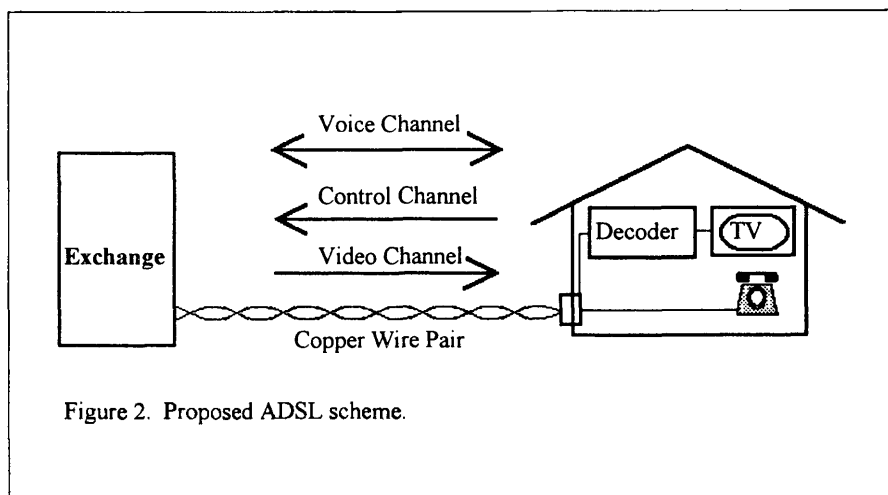 Voice Channel
Control Channel
Video Channel
Exchange
Decoder
TV
Copper Wire Pair
Figure 2. Proposed ADSL scheme.